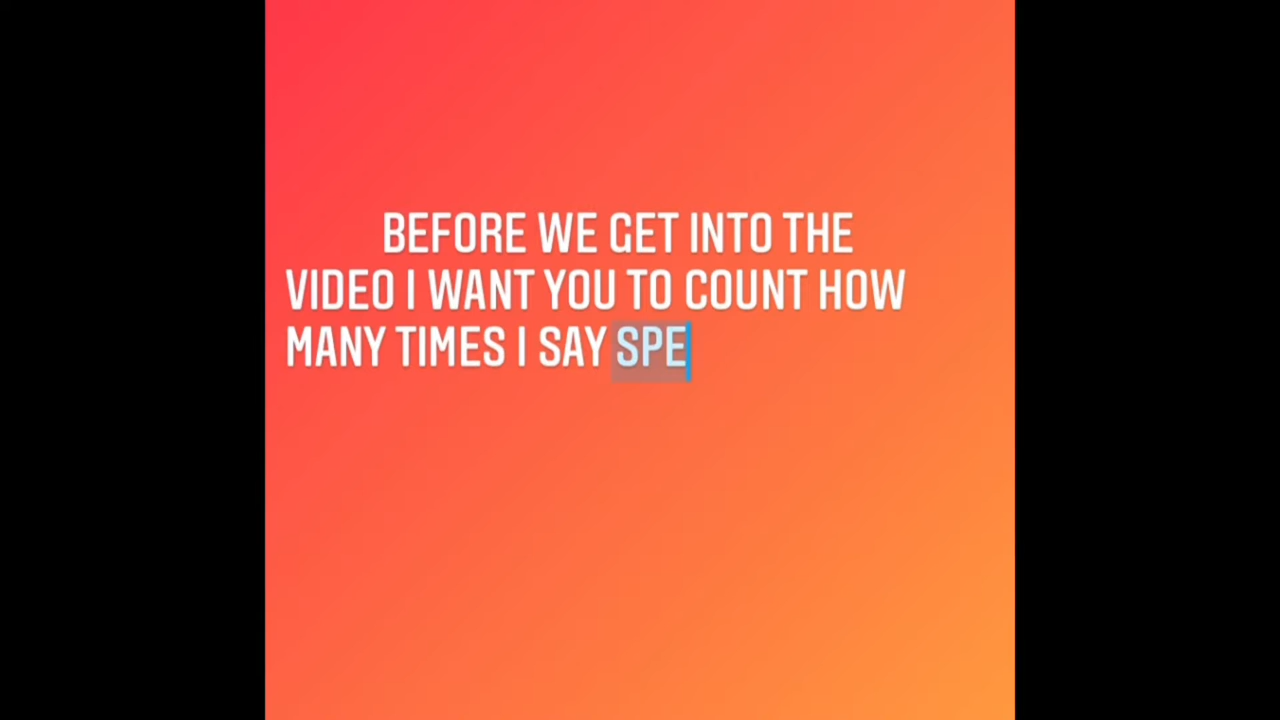 BEFORE WE GET INTO THE
VIDEO I WANT YOU TO COUNT HOW
MANY TIMES I SAY SPE